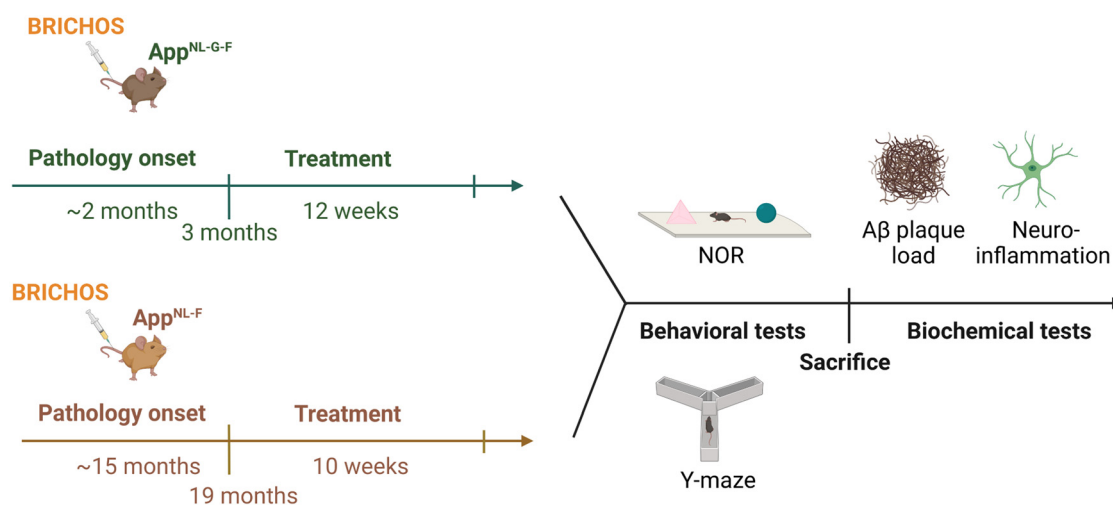 BRICHOS
App^NL-G-F
Pathology onset
Treatment
~2 months
12 weeks
3 months
BRICHOS
App^NL-F
Pathology onset
Treatment
~15 months
10 weeks
19 months
NOR
Aβ plaque
load
Neuro-
inflammation
Behavioral tests
Biochemical tests
Sacrifice
Y-maze